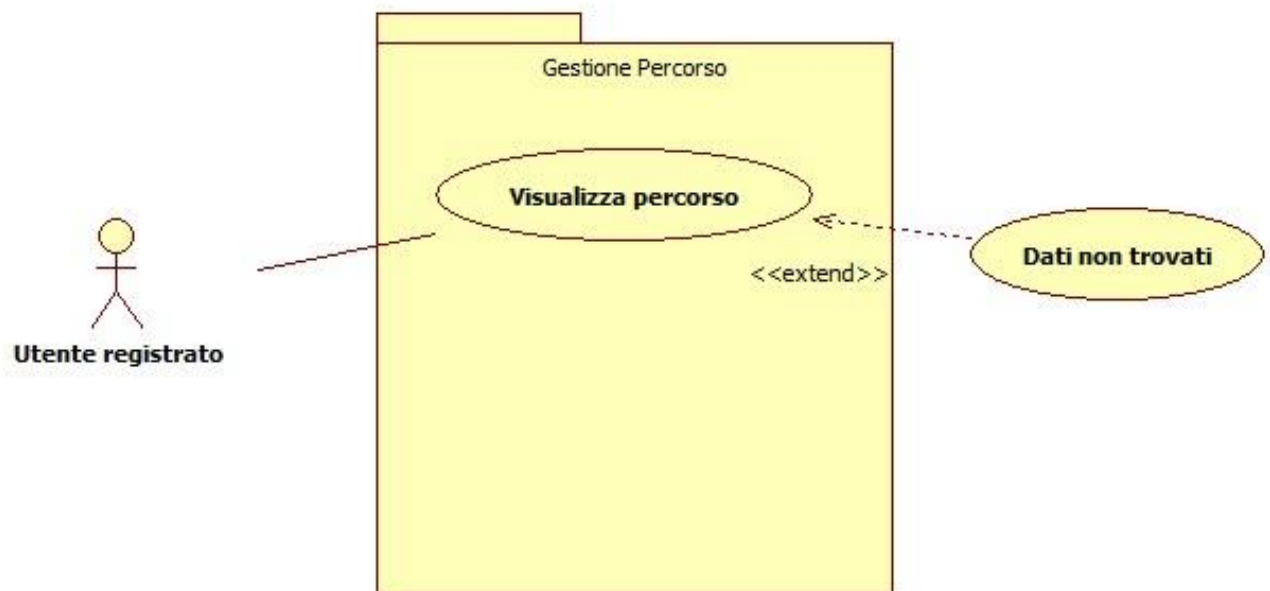 Gestione Percorso
Visualizza percorso
Dati non trovati
<<extend>>
Utente registrato